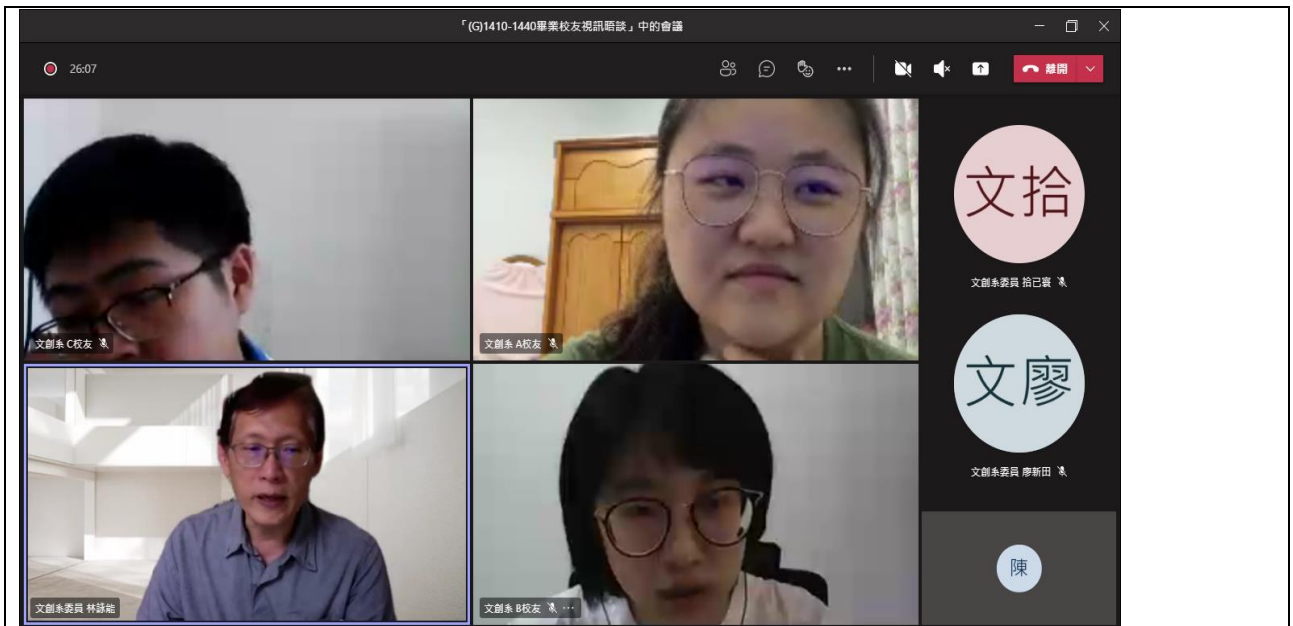 「(G)1410-1440畢業校友視訊晤談」中的會議
26:07
離開
文創系 C校友
文創系 A校友
文拾
文創系委員 拾已寰
文廖
文創系委員 廖新田
文創系委員 林詠能
文創系 B校友 ...
陳